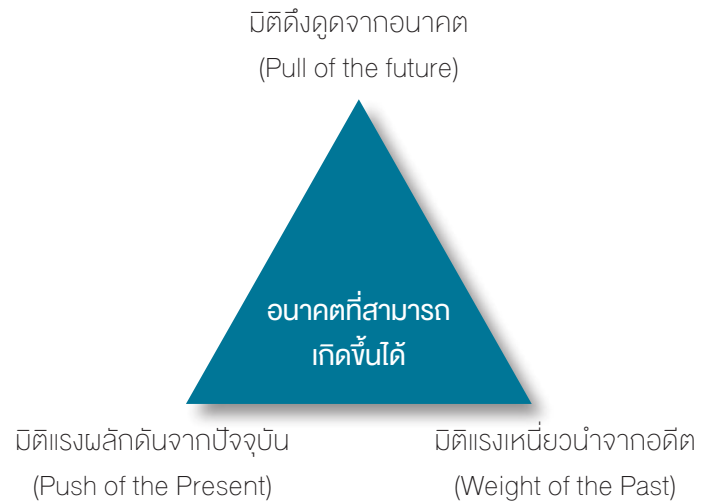 มิติดึงดูดจากอนาคต
(Pull of the future)
อนาคตที่สามารถ
เกิดขึ้นได้
มิติแรงผลักดันจากปัจจุบัน
(Push of the Present)
มิติแรงเหนี่ยวนำจากอดีต
(Weight of the Past)